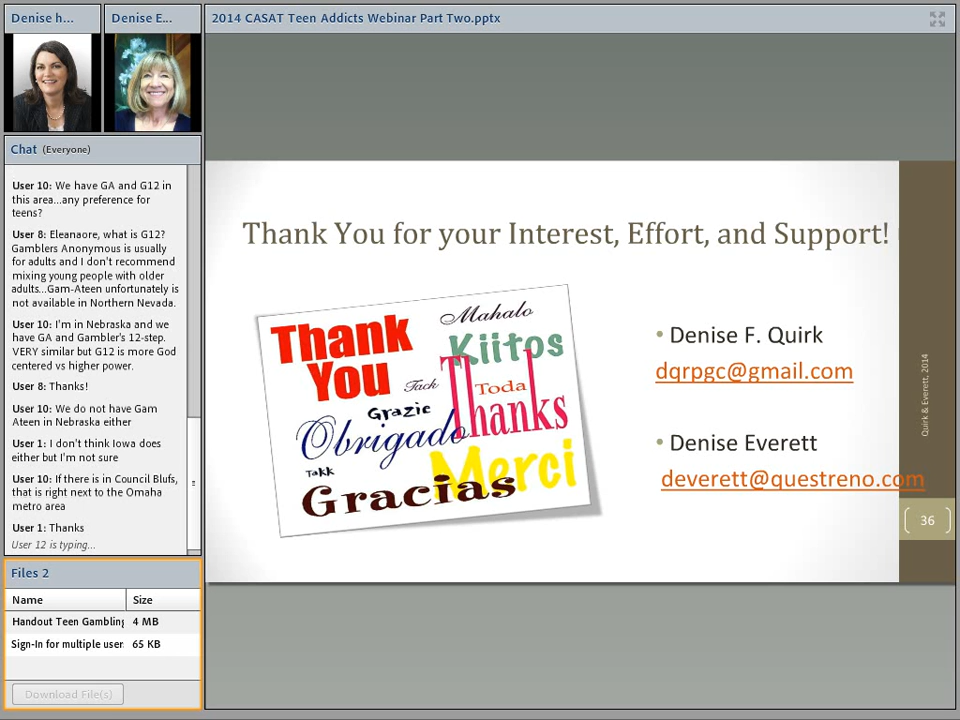 Denise h...
Denise E...
2014 CASAT Teen Addicts Webinar Part Two.pptx
Chat (Everyone)
User 10: We have GA and G12 in
this area...any preference for
teens?
User 8: Eleanaore, what is G12?
Gamblers Anonymous is usually
for adults and I don't recommend
mixing young people with older
adults...Gam-Ateen unfortunately is
not available in Northern Nevada.
User 10: I'm in Nebraska and we
have GA and Gambler's 12-step.
VERY similar but G12 is more God
centered vs higher power.
User 8: Thanks!
User 10: We do not have Gam
Ateen in Nebraska either
User 1: I don't think Iowa does
either but I'm not sure
User 10: If there is in Council Blufs,
that is right next to the Omaha
metro area
User 1: Thanks
User 12 is typing...
Files 2
Name Size
Handout Teen Gambling 4 MB
Sign-In for multiple user 65 KB
Download File(s)
Thank You for your Interest, Effort, and Support!
Thank
You
Mahalo
Kiitos
Tack
Toda
Grazie
Thanks
Obrigado
Takk
Merci
Gracias
• Denise F. Quirk
dqrpgc@gmail.com
• Denise Everett
deverett@questreno.com
Quirk & Everett, 2014
36